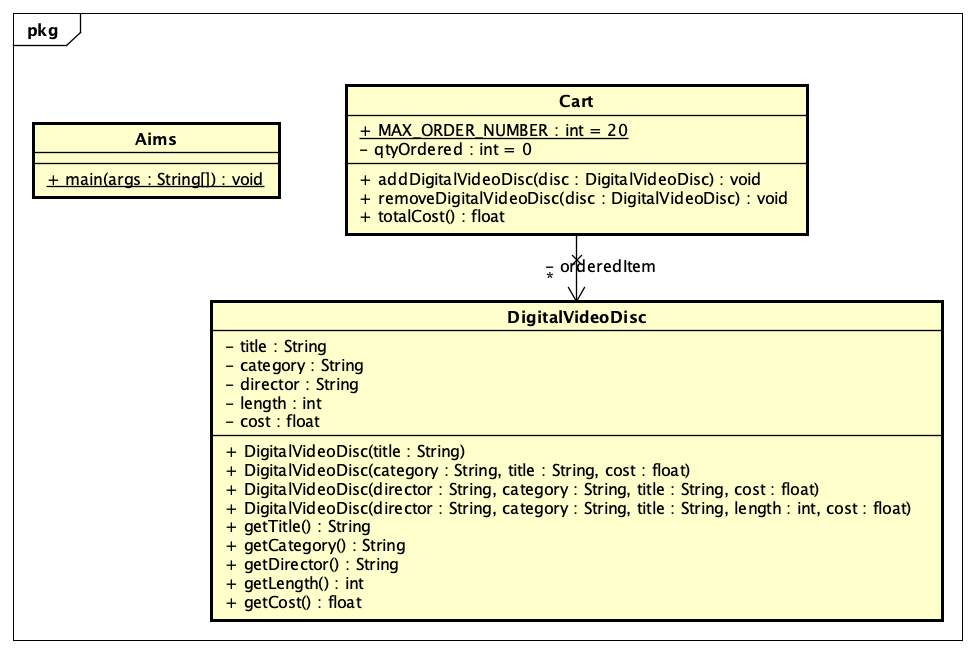 pkg
Aims
+ main(args : String[]) : void
Cart
+ MAX_ORDER_NUMBER : int = 20
- qtyOrdered : int = 0
+ addDigitalVideoDisc(disc : DigitalVideoDisc) : void
+ removeDigitalVideoDisc(disc : DigitalVideoDisc) : void
+ totalCost() : float
- orderedItem
*
DigitalVideoDisc
- title : String
- category : String
- director : String
- length : int
- cost : float
+ DigitalVideoDisc(title : String)
+ DigitalVideoDisc(category : String, title : String, cost : float)
+ DigitalVideoDisc(director : String, category : String, title : String, cost : float)
+ DigitalVideoDisc(director : String, category : String, title : String, length : int, cost : float)
+ getTitle() : String
+ getCategory() : String
+ getDirector() : String
+ getLength() : int
+ getCost() : float